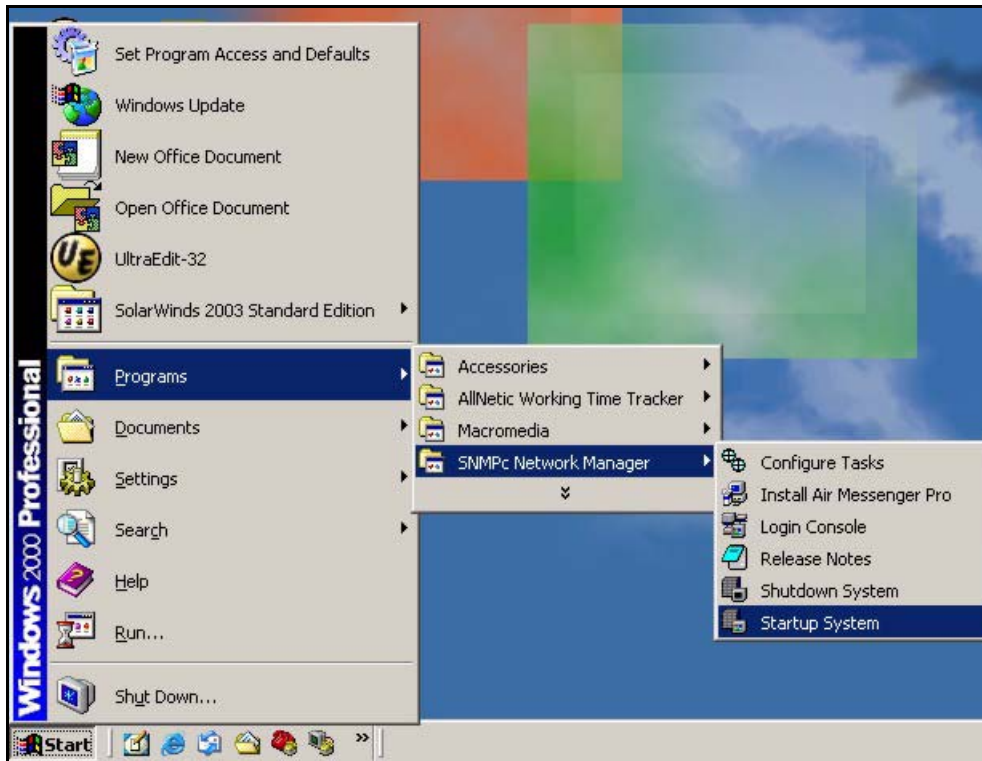 Set Program Access and Defaults
Windows Update
New Office Document
Open Office Document
UE
UltraEdit-32
SolarWinds 2003 Standard Edition
Programs
Documents
Settings
Search
Help
Run...
Shut Down...
Windows 2000 Professional
Accessories
AllNetic Working Time Tracker
Macromedia
SNMPc Network Manager
Configure Tasks
Install Air Messenger Pro
Login Console
Release Notes
Shutdown System
Startup System
Start